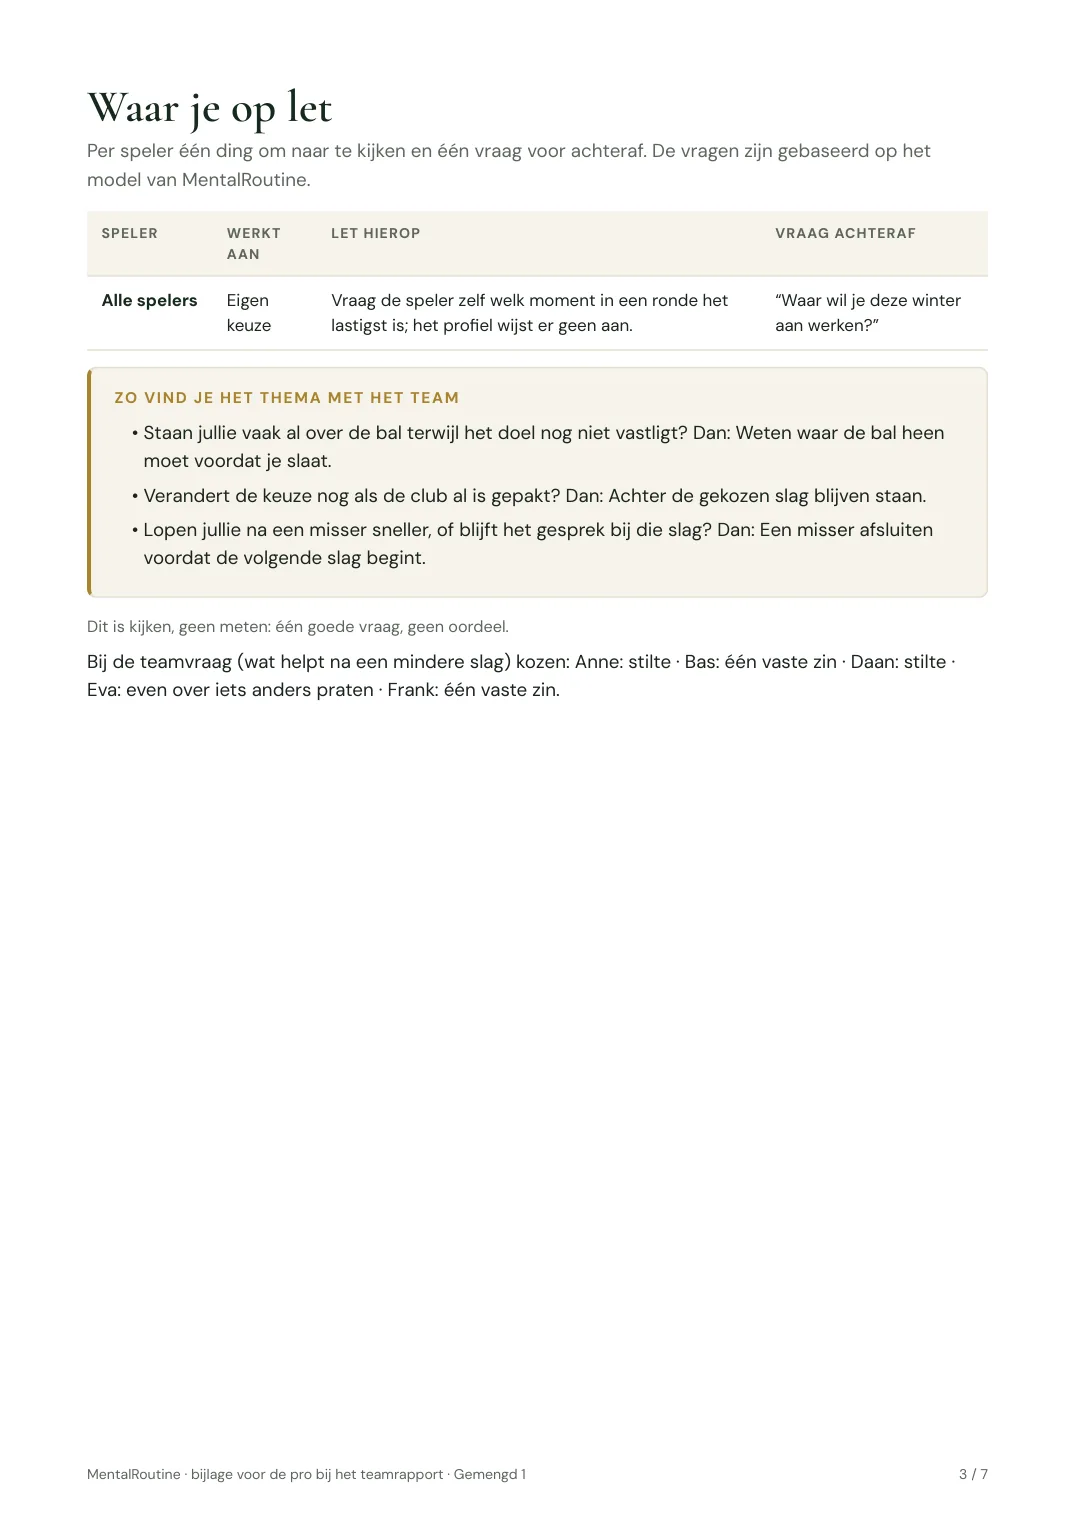 Waar je op let
Per speler één ding om naar te kijken en één vraag voor achteraf. De vragen zijn gebaseerd op het
model van MentalRoutine.
SPELER WERKT AAN LET HIEROP VRAAG ACHTERAF
Alle spelers Eigen keuze Vraag de speler zelf welk moment in een ronde het lastigst is; het profiel wijst er geen aan. “Waar wil je deze winter aan werken?”
ZO VIND JE HET THEMA MET HET TEAM
• Staan jullie vaak al over de bal terwijl het doel nog niet vastligt? Dan: Weten waar de bal heen
moet voordat je slaat.
• Verandert de keuze nog als de club al is gepakt? Dan: Achter de gekozen slag blijven staan.
• Lopen jullie na een misser sneller, of blijft het gesprek bij die slag? Dan: Een misser afsluiten
voordat de volgende slag begint.
Dit is kijken, geen meten: één goede vraag, geen oordeel.
Bij de teamvraag (wat helpt na een mindere slag) kozen: Anne: stilte · Bas: één vaste zin · Daan: stilte ·
Eva: even over iets anders praten · Frank: één vaste zin.
MentalRoutine · bijlage voor de pro bij het teamrapport · Gemengd 1 3 / 7